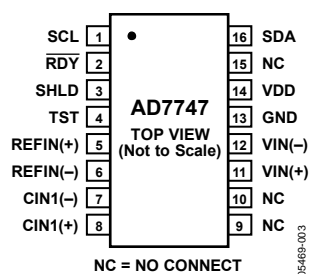 SCL 1 16 SDA
RDY 2 15 NC
SHLD 3 14 VDD
TST 4 13 GND
REFIN(+) 5 12 VIN(–)
REFIN(–) 6 11 VIN(+)
CIN1(–) 7 10 NC
CIN1(+) 8 9 NC
AD7747
TOP VIEW
(Not to Scale)
NC = NO CONNECT
05469-003